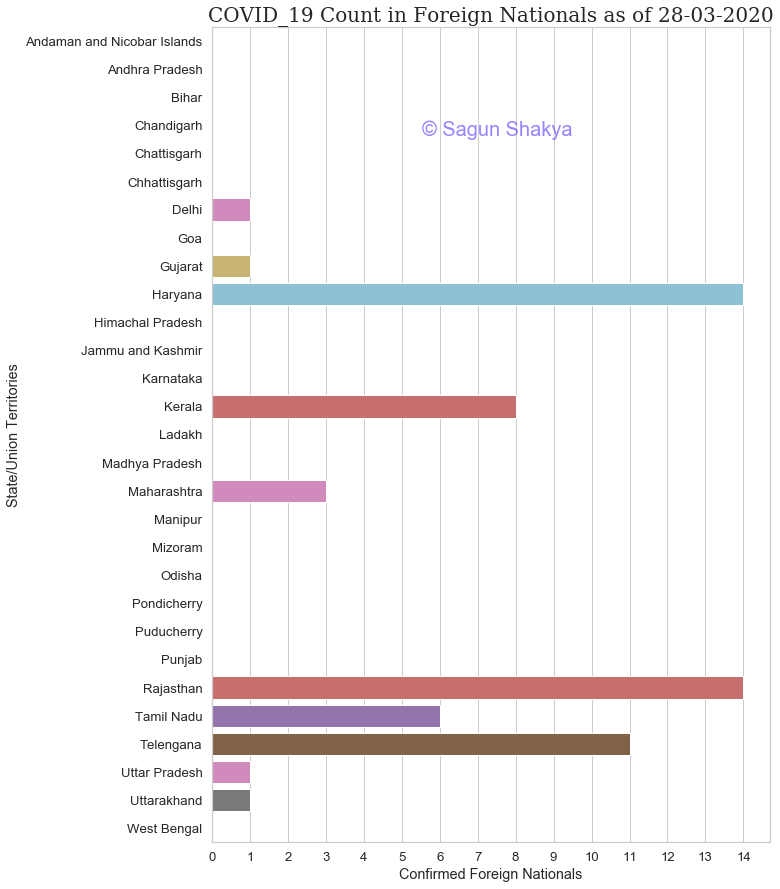 COVID_19 Count in Foreign Nationals as of 28-03-2020
Andaman and Nicobar Islands
Andhra Pradesh
Bihar
Chandigarh
© Sagun Shakya
Chattisgarh
Chhattisgarh
Delhi
Goa
Gujarat
Haryana
Himachal Pradesh
Jammu and Kashmir
Karnataka
Kerala
Ladakh
Madhya Pradesh
Maharashtra
Manipur
Mizoram
Odisha
Pondicherry
Puducherry
Punjab
Rajasthan
Tamil Nadu
Telengana
Uttar Pradesh
Uttarakhand
West Bengal
State/Union Territories
0 1 2 3 4 5 6 7 8 9 10 11 12 13 14
Confirmed Foreign Nationals